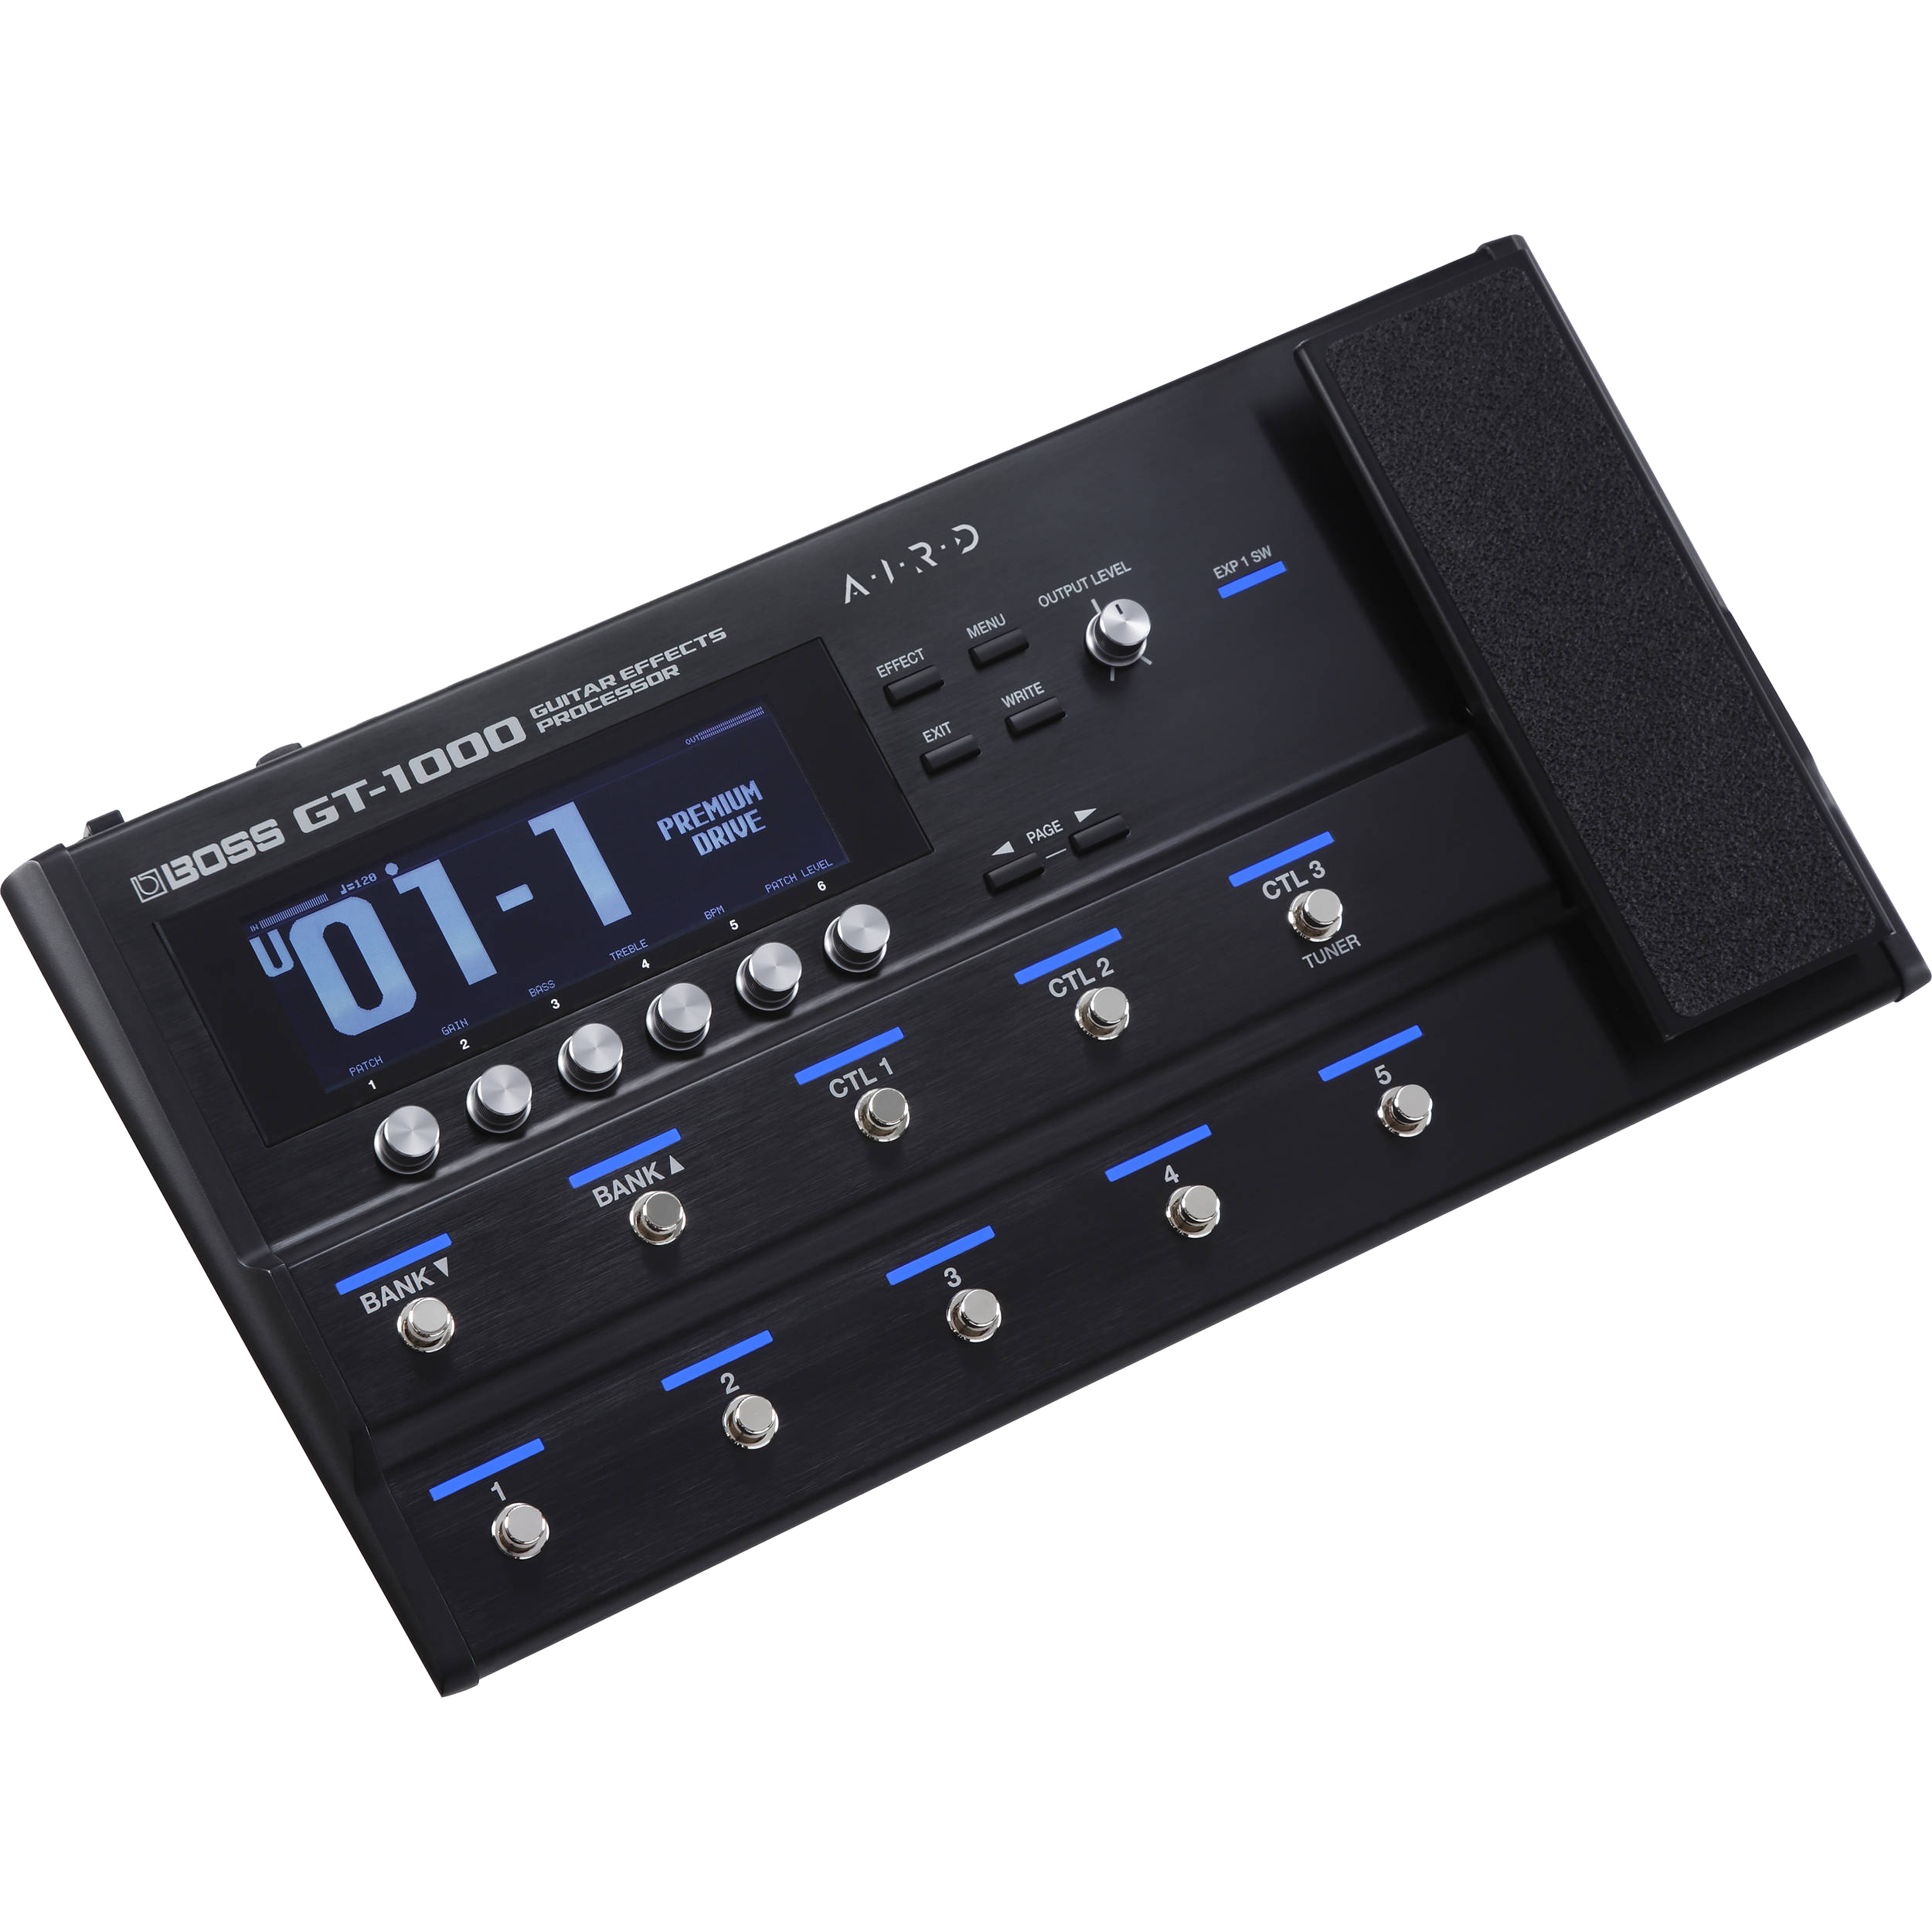 A·I·R·D
BOSS GT-1000 GUITAR EFFECTS
PROCESSOR
EFFECT
MENU
OUTPUT LEVEL
EXP 1 SW
EXIT
WRITE
◀ PAGE ▶
IN
♩=120
OUT
U01-1
PREMIUM
DRIVE
PATCH
GAIN
BASS
TREBLE
BPM
PATCH LEVEL
1
2
3
4
5
6
BANK ▼
BANK ▲
CTL 1
CTL 2
CTL 3
TUNER
1
2
3
4
5